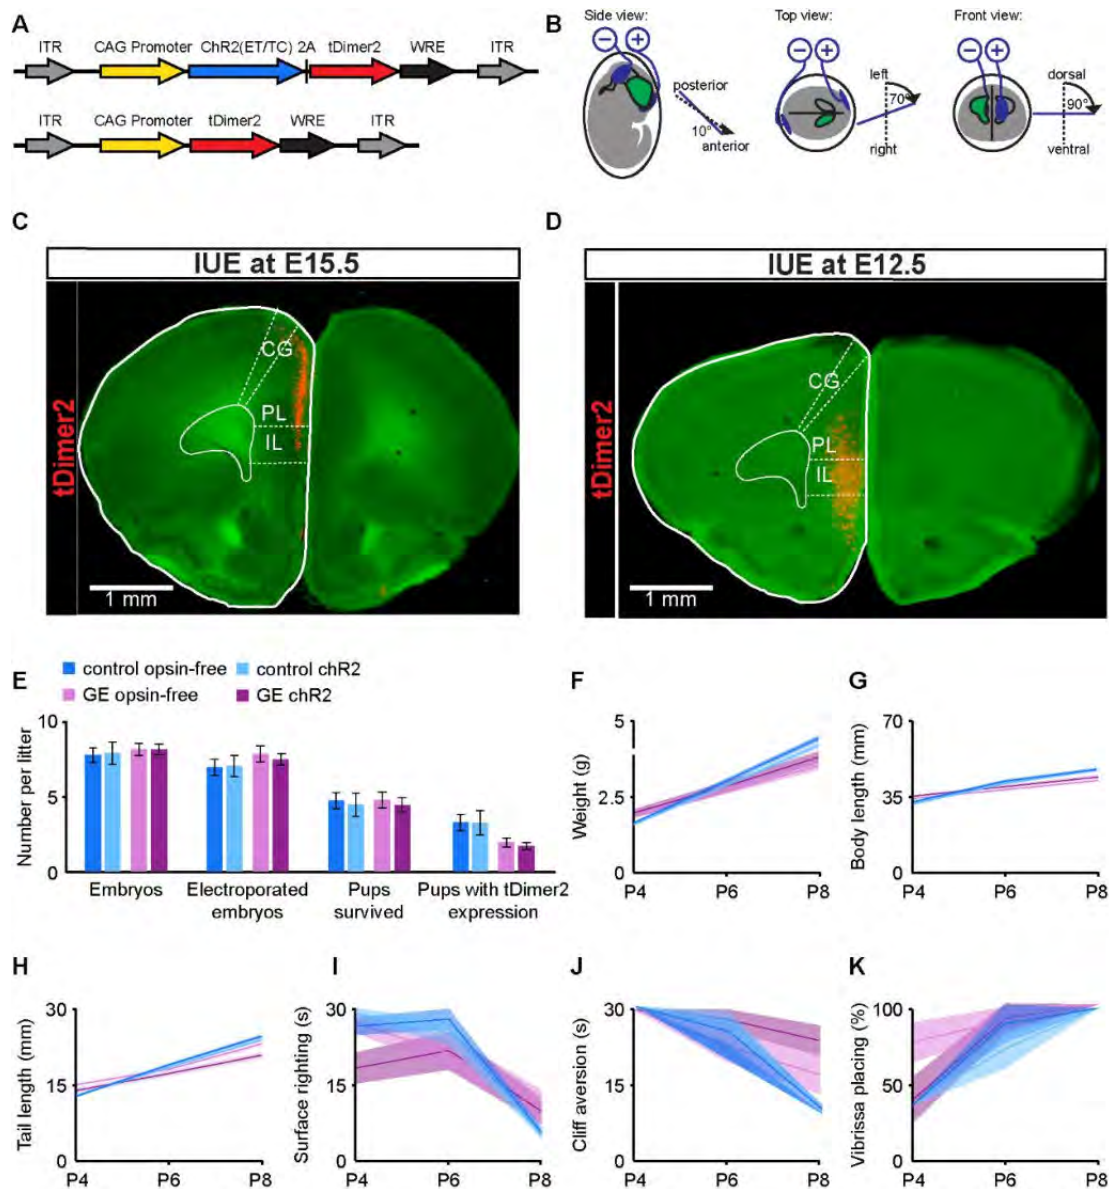 A
ITR CAG Promoter ChR2(ET/TC) 2A tDimer2 WRE ITR
ITR CAG Promoter tDimer2 WRE ITR
B
Side view: Top view: Front view:
− + − + − +
posterior left dorsal
70° 90°
10°
anterior right ventral
C
IUE at E15.5
tDimer2
CG
PL
IL
1 mm
D
IUE at E12.5
tDimer2
CG
PL
IL
1 mm
E
control opsin-free control chR2
GE opsin-free GE chR2
Number per litter
10
5
0
Embryos Electroporated embryos Pups survived Pups with tDimer2 expression
F
Weight (g)
5
2.5
0
P4 P6 P8
G
Body length (mm)
70
35
0
P4 P6 P8
H
Tail length (mm)
30
15
0
P4 P6 P8
I
Surface righting (s)
30
15
0
P4 P6 P8
J
Cliff aversion (s)
30
15
0
P4 P6 P8
K
Vibrissa placing (%)
100
50
0
P4 P6 P8